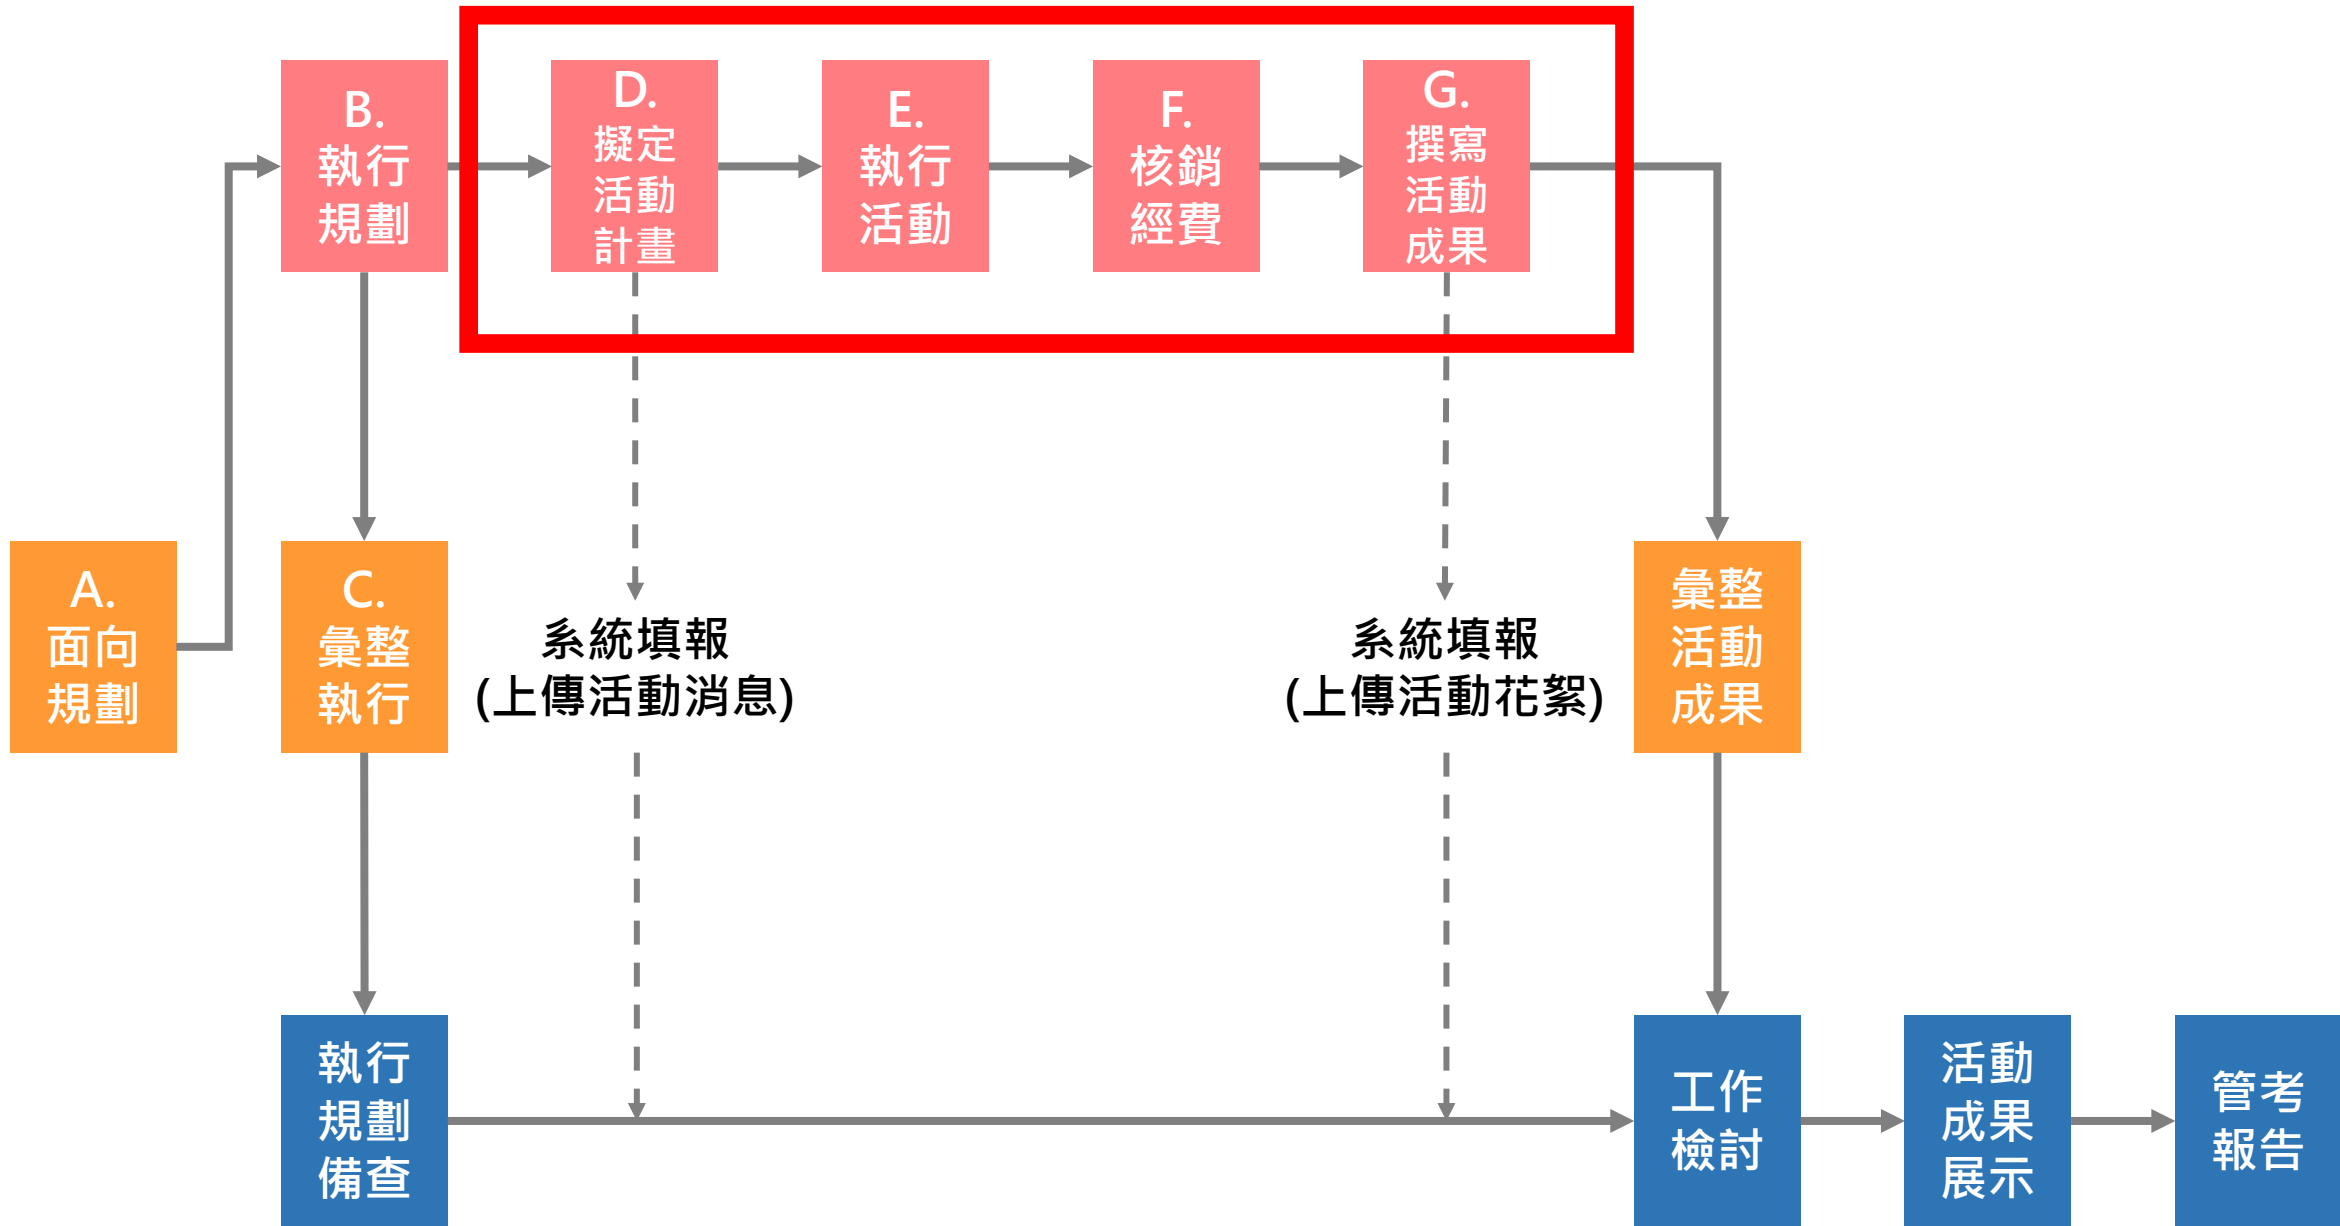 B.
執行
規劃
D.
擬定
活動
計畫
E.
執行
活動
F.
核銷
經費
G.
撰寫
活動
成果
A.
面向
規劃
C.
彙整
執行
系統填報
(上傳活動消息)
系統填報
(上傳活動花絮)
彙整
活動
成果
執行
規劃
備查
工作
檢討
活動
成果
展示
管考
報告